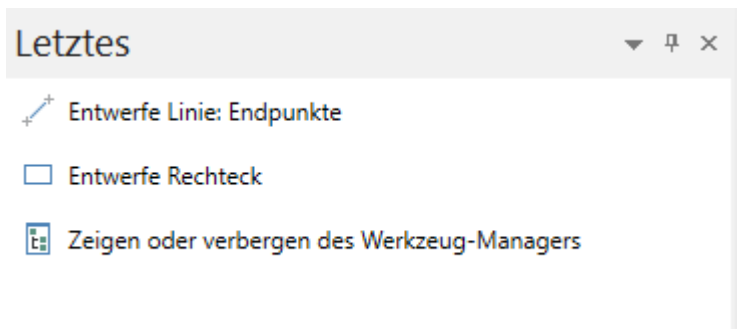 Letztes
Entwerfe Linie: Endpunkte
Entwerfe Rechteck
Zeigen oder verbergen des Werkzeug-Managers